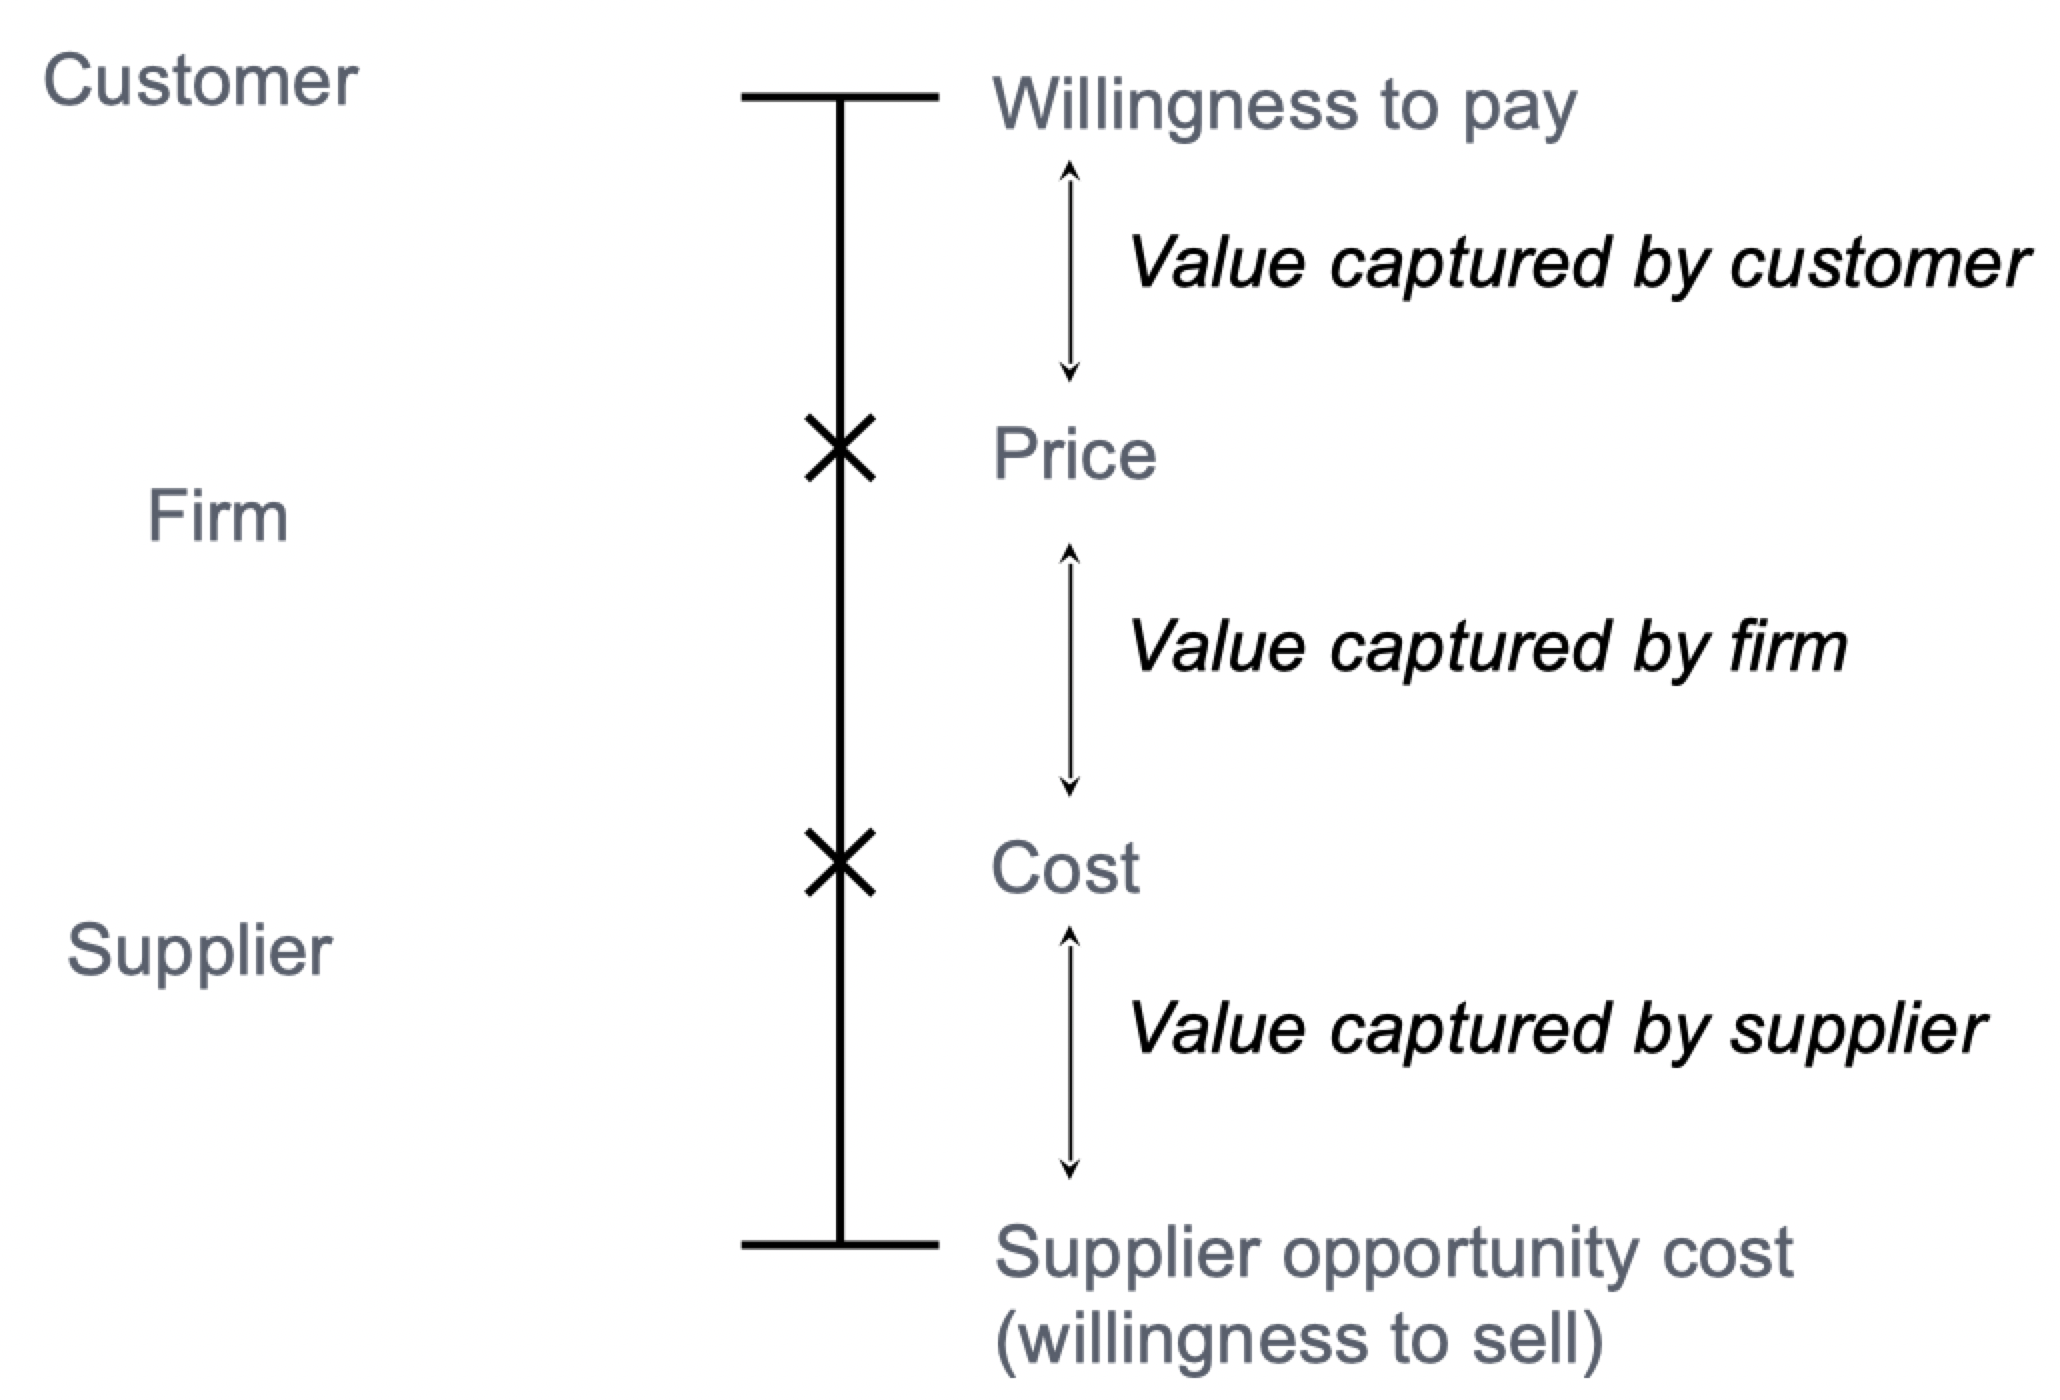 Customer
Willingness to pay
Value captured by customer
Price
Firm
Value captured by firm
Cost
Supplier
Value captured by supplier
Supplier opportunity cost
(willingness to sell)